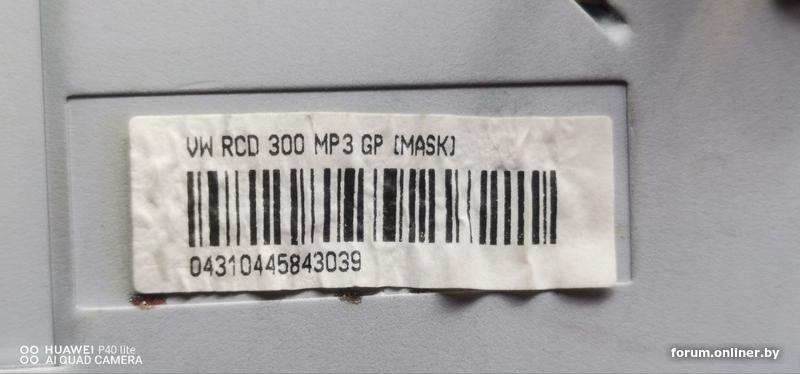 VW RCD 300 MP3 GP [MASK]
04310445843039
HUAWEI P40 lite
AI QUAD CAMERA
forum.onliner.by